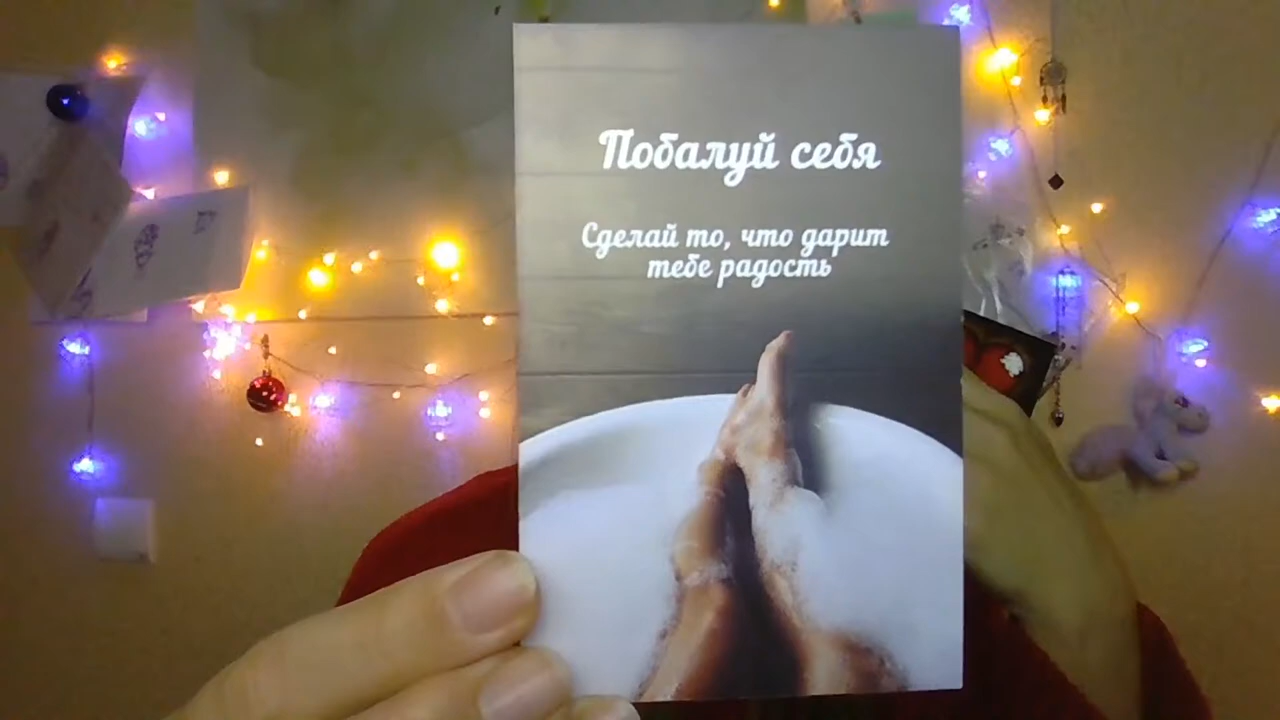 Побалуй себя
Сделай то, что дарит
тебе радость